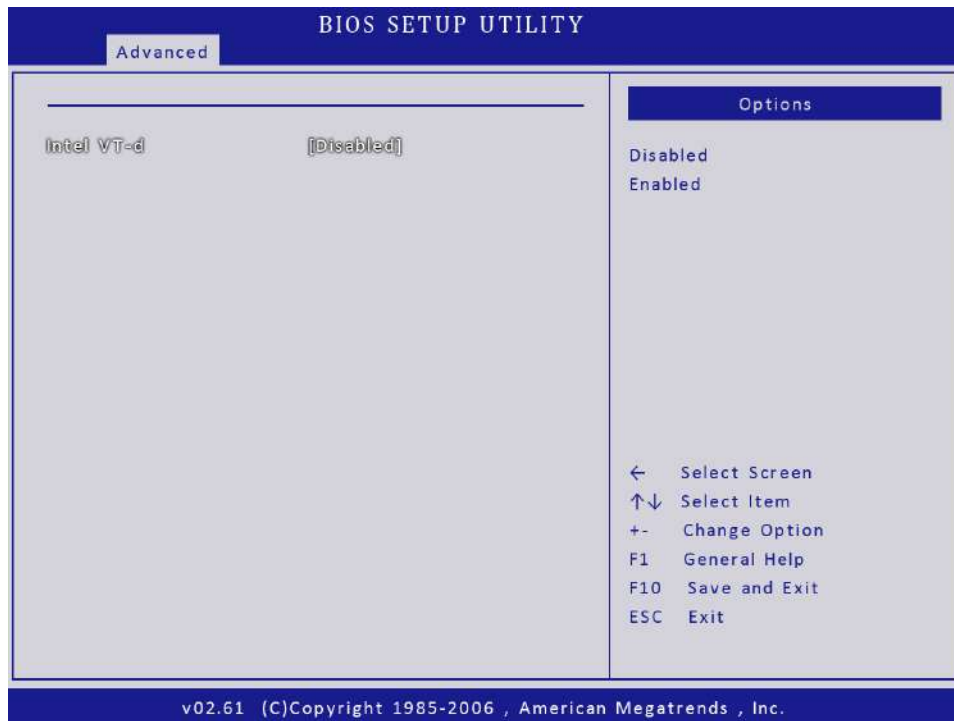 BIOS SETUP UTILITY
Advanced
Intel VT-d [Disabled]
Options
Disabled
Enabled
← Select Screen
↑↓ Select Item
+- Change Option
F1 General Help
F10 Save and Exit
ESC Exit
v02.61 (C)Copyright 1985-2006 , American Megatrends , Inc.